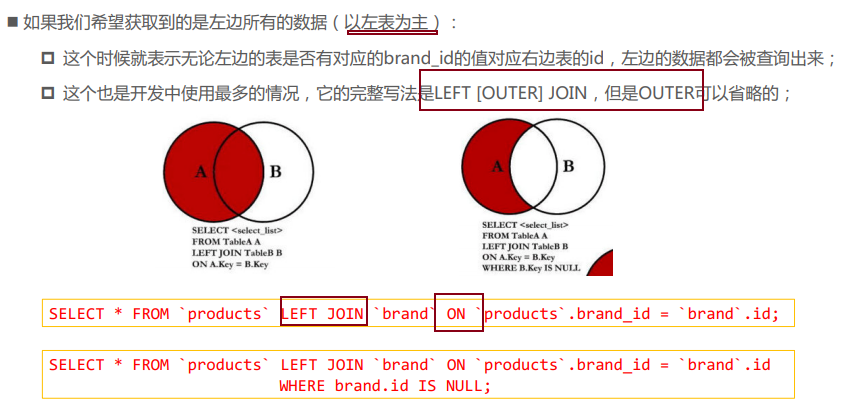 如果我们希望获取到的是左边所有的数据（以左表为主）：
这个时候就表示无论左边的表是否有对应的brand_id的值对应右边表的id，左边的数据都会被查询出来；
这个也是开发中使用最多的情况，它的完整写法是LEFT [OUTER] JOIN，但是OUTER可以省略的；
A B
SELECT <select_list>
FROM TableA A
LEFT JOIN TableB B
ON A.Key = B.Key
A B
SELECT <select_list>
FROM TableA A
LEFT JOIN TableB B
ON A.Key = B.Key
WHERE B.Key IS NULL
SELECT * FROM `products` LEFT JOIN `brand` ON `products`.brand_id = `brand`.id;
SELECT * FROM `products` LEFT JOIN `brand` ON `products`.brand_id = `brand`.id
WHERE brand.id IS NULL;